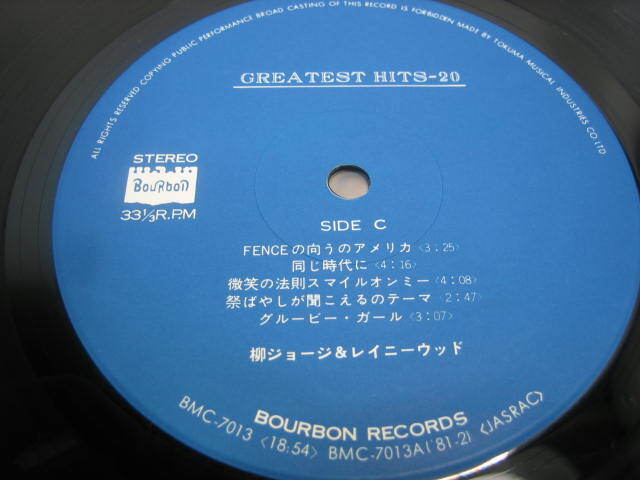 ALL RIGHTS RESERVED COPYING PUBLIC PERFORMANCE BROAD CASTING OF THIS RECORD IS FORBIDDEN MADE BY TOKUMA MUSICAL INDUSTRIES CO LTD
GREATEST HITS-20
STEREO
BOURBON
33⅓R.P.M
SIDE C
FENCEの向うのアメリカ〈3:25〉
同じ時代に〈4:16〉
微笑の法則スマイルオンミー〈4:08〉
祭ばやしが聞こえるのテーマ〈2:47〉
グルービー・ガール〈3:07〉
柳ジョージ&レイニーウッド
BOURBON RECORDS
BMC-7013〈18:54〉BMC-7013A('81.2)〈JASRAC〉